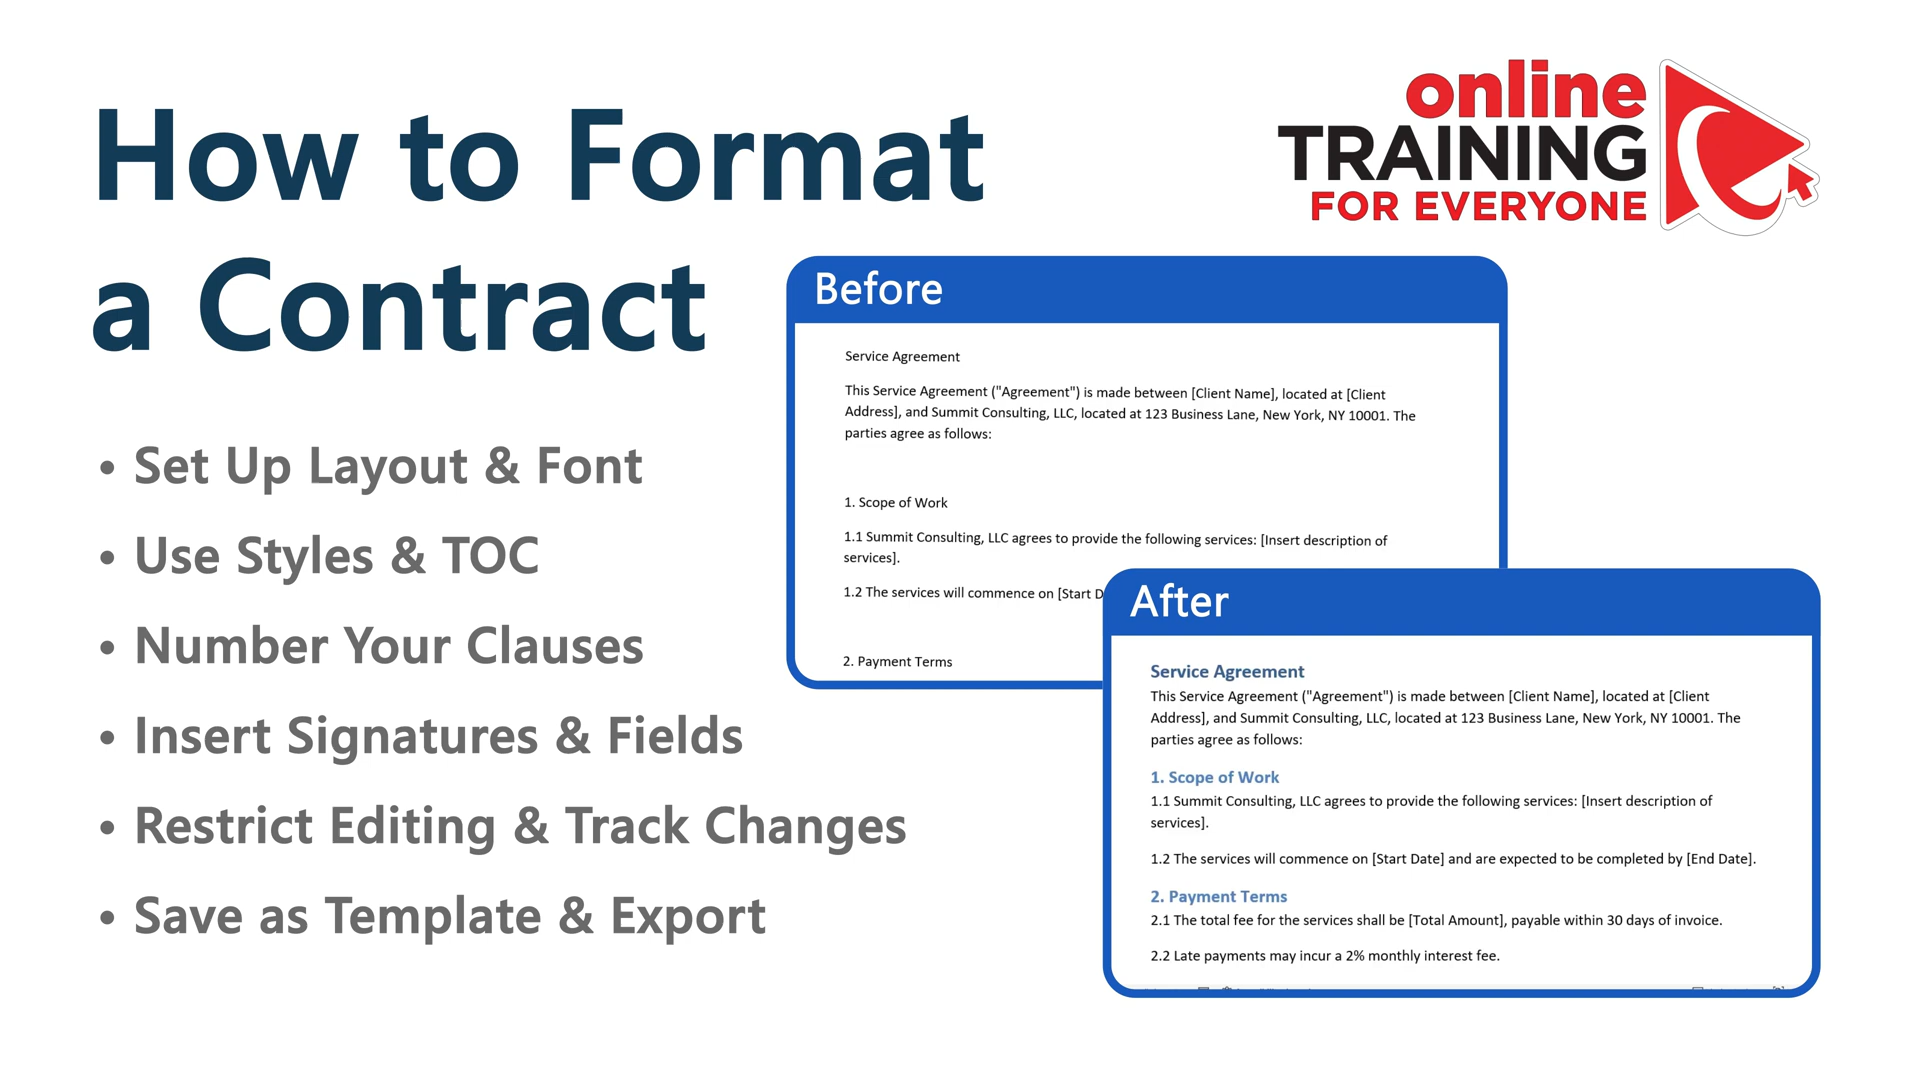 How to Format
a Contract
online
TRAINING
FOR EVERYONE
• Set Up Layout & Font
• Use Styles & TOC
• Number Your Clauses
• Insert Signatures & Fields
• Restrict Editing & Track Changes
• Save as Template & Export
Before
Service Agreement
This Service Agreement ("Agreement") is made between [Client Name], located at [Client
Address], and Summit Consulting, LLC, located at 123 Business Lane, New York, NY 10001. The
parties agree as follows:
1. Scope of Work
1.1 Summit Consulting, LLC agrees to provide the following services: [Insert description of
services].
1.2 The services will commence on [Start D
2. Payment Terms
After
Service Agreement
This Service Agreement ("Agreement") is made between [Client Name], located at [Client
Address], and Summit Consulting, LLC, located at 123 Business Lane, New York, NY 10001. The
parties agree as follows:
1. Scope of Work
1.1 Summit Consulting, LLC agrees to provide the following services: [Insert description of
services].
1.2 The services will commence on [Start Date] and are expected to be completed by [End Date].
2. Payment Terms
2.1 The total fee for the services shall be [Total Amount], payable within 30 days of invoice.
2.2 Late payments may incur a 2% monthly interest fee.